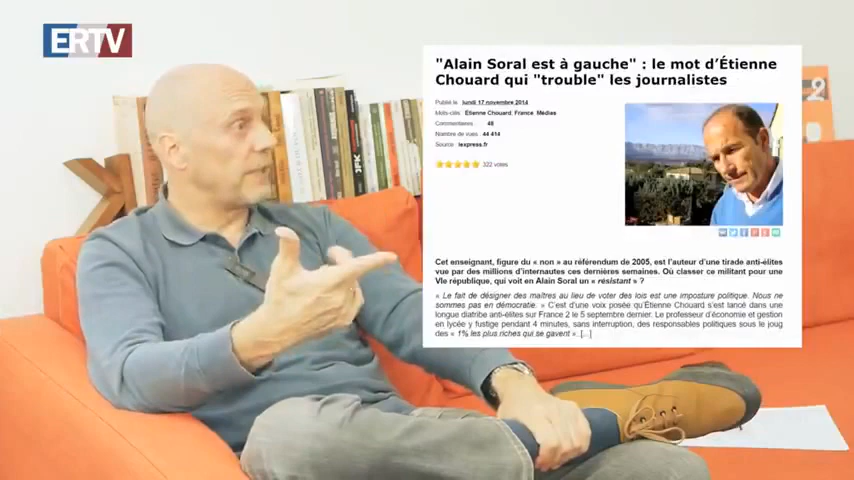 ERTV
"Alain Soral est à gauche" : le mot d'Étienne
Chouard qui "trouble" les journalistes
Publié le : lundi 17 novembre 2014
Mots-clés : Étienne Chouard, France, Médias
Commentaires : 48
Nombre de vues : 44 414
Source : lexpress.fr
322 votes
Cet enseignant, figure du « non » au référendum de 2005, est l'auteur d'une tirade anti-élites
vue par des millions d'internautes ces dernières semaines. Où classer ce militant pour une
VIe république, qui voit en Alain Soral un « résistant » ?
« Le fait de désigner des maîtres au lieu de voter des lois est une imposture politique. Nous ne
sommes pas en démocratie. » C'est d'une voix posée qu'Étienne Chouard s'est lancé dans une
longue diatribe anti-élites sur France 2 le 5 septembre dernier. Le professeur d'économie et gestion
en lycée y fustige pendant 4 minutes, sans interruption, des responsables politiques sous le joug
des « 1% les plus riches qui se gavent ». [...]
JFK